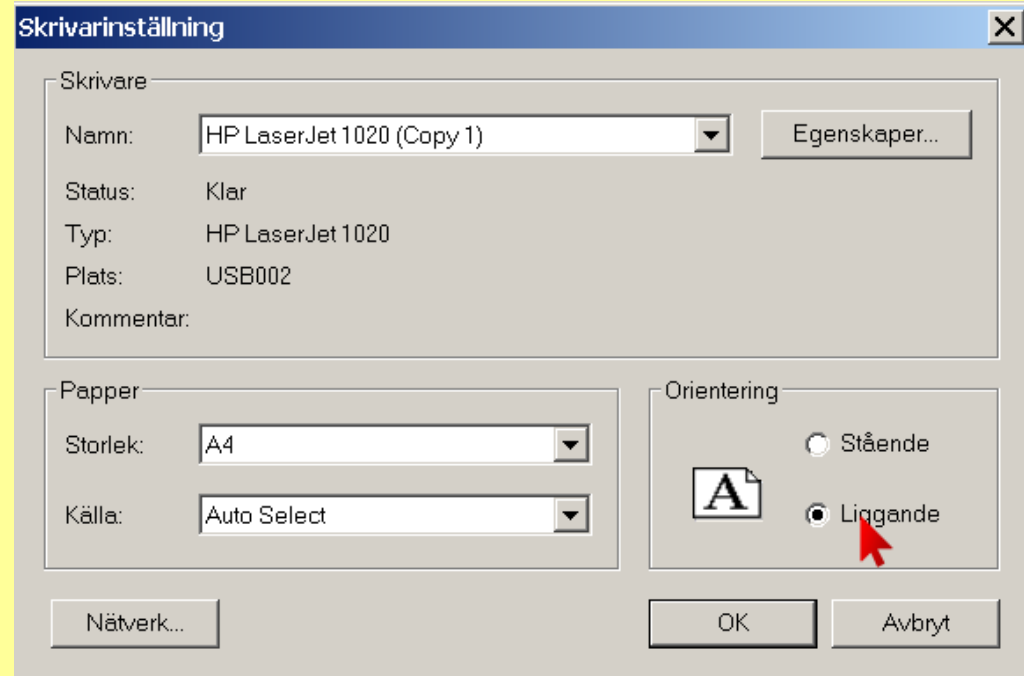 Skrivarinställning
Skrivare
Namn: HP LaserJet 1020 (Copy 1) Egenskaper...
Status: Klar
Typ: HP LaserJet 1020
Plats: USB002
Kommentar:
Papper
Storlek: A4
Källa: Auto Select
Orientering
A
Stående
Liggande
Nätverk... OK Avbryt